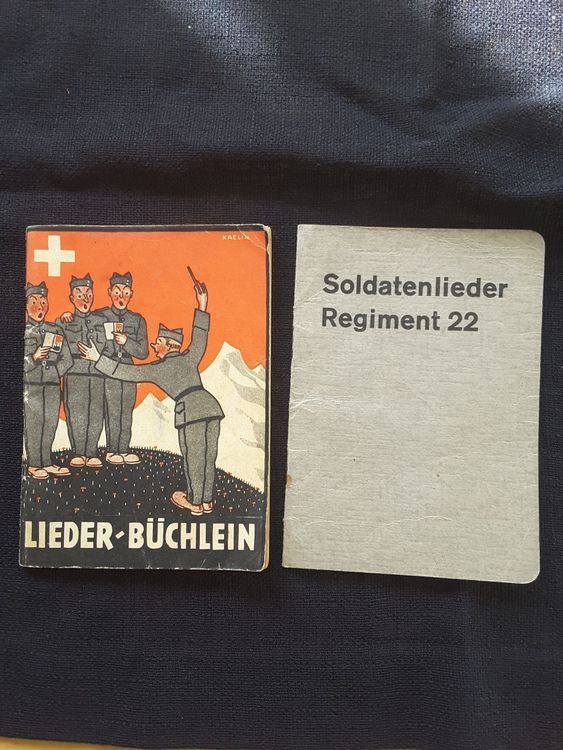 KAELIN
LIEDER-BÜCHLEIN
Soldatenlieder
Regiment 22